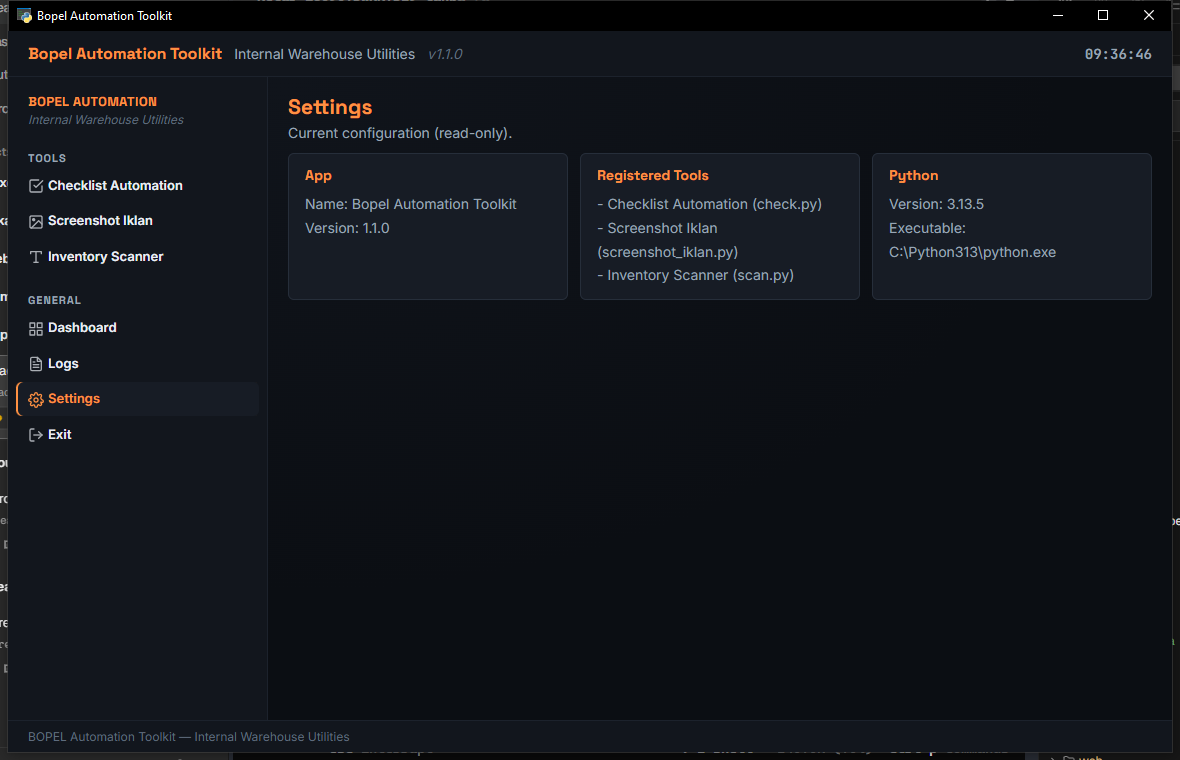 Bopel Automation Toolkit
Bopel Automation Toolkit Internal Warehouse Utilities v1.1.0 09:36:46
BOPEL AUTOMATION
Internal Warehouse Utilities
TOOLS
Checklist Automation
Screenshot Iklan
Inventory Scanner
GENERAL
Dashboard
Logs
Settings
Exit
Settings
Current configuration (read-only).
App
Name: Bopel Automation Toolkit
Version: 1.1.0
Registered Tools
- Checklist Automation (check.py)
- Screenshot Iklan
(screenshot_iklan.py)
- Inventory Scanner (scan.py)
Python
Version: 3.13.5
Executable:
C:\Python313\python.exe
BOPEL Automation Toolkit — Internal Warehouse Utilities